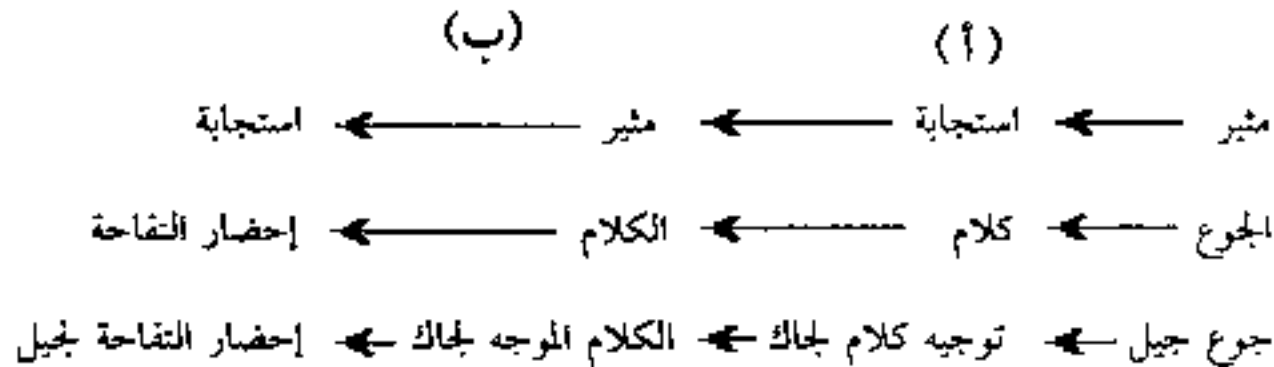 (أ) (ب)
مثير استجابة مثير استجابة
الجوع كلام الكلام إحضار التفاحة
جوع جيل توجيه كلام لجاك الكلام الموجه لجاك إحضار التفاحة لجيل